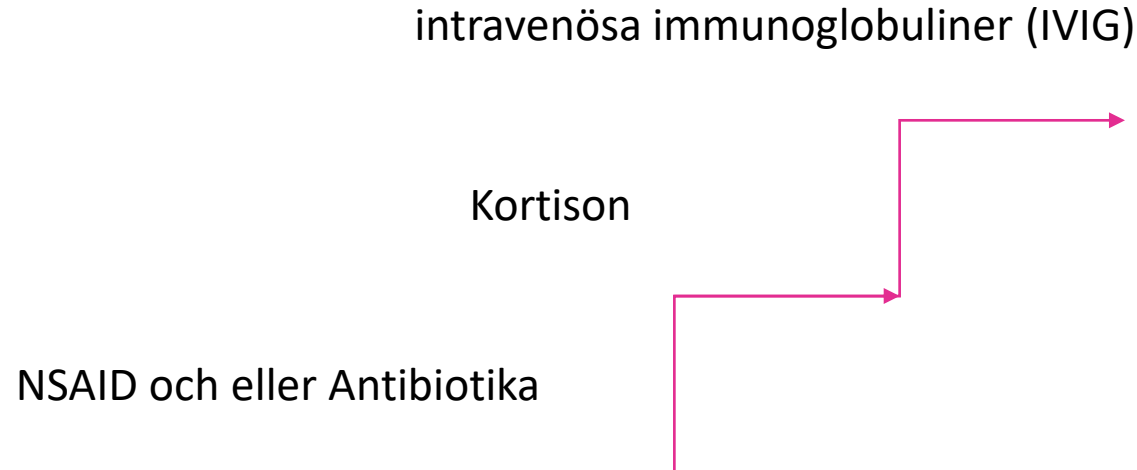 intravenösa immunoglobuliner (IVIG)
Kortison
NSAID och eller Antibiotika